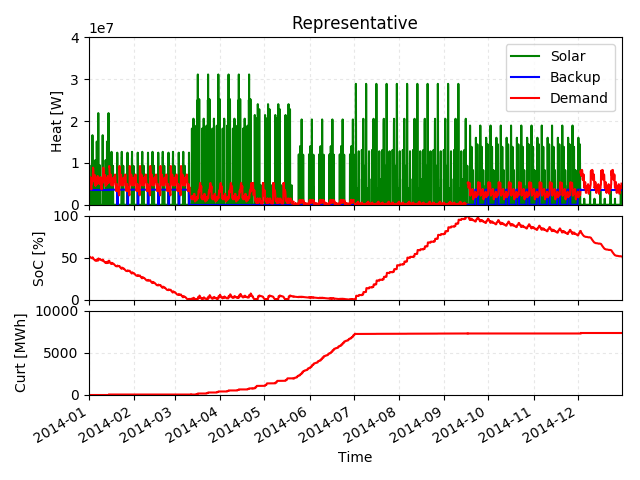 Representative
1e7
4
3
2
1
0
Heat [W]
Solar
Backup
Demand
100
50
0
SoC [%]
10000
5000
0
Curt [MWh]
2014-01
2014-02
2014-03
2014-04
2014-05
2014-06
2014-07
2014-08
2014-09
2014-10
2014-11
2014-12
Time